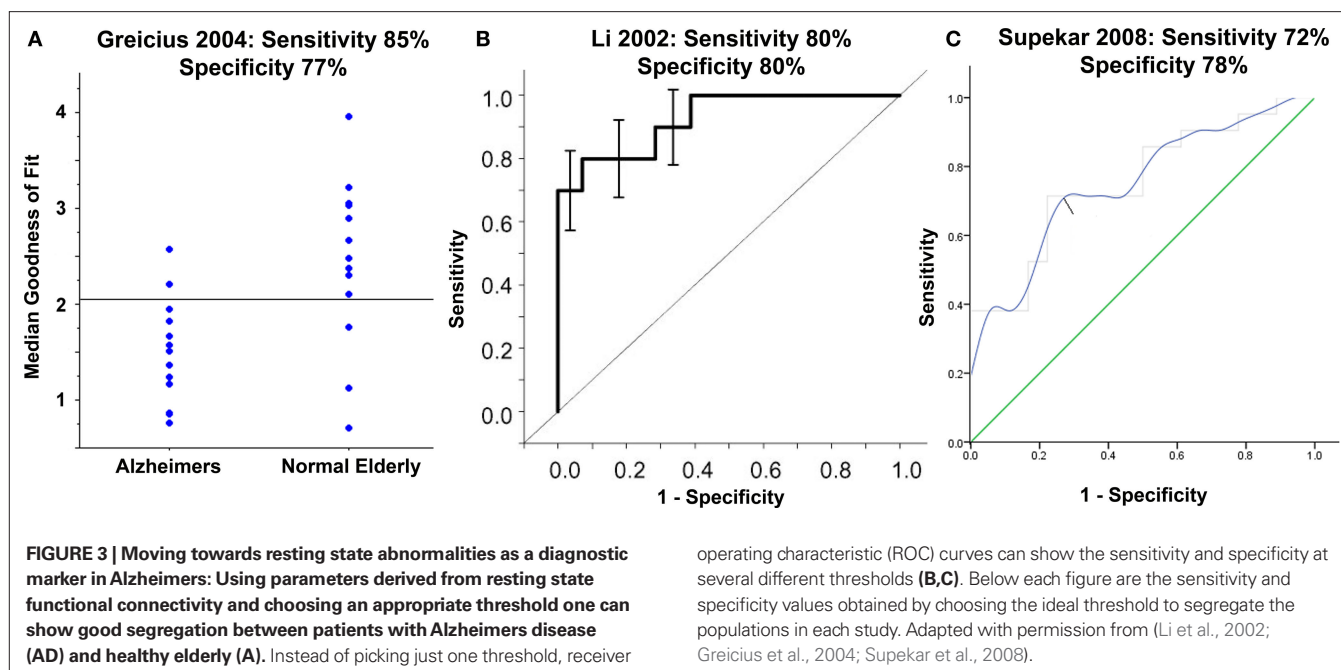 A
Greicius 2004: Sensitivity 85%
Specificity 77%
4
3
2
1
Median Goodness of Fit
Alzheimers
Normal Elderly
B
Li 2002: Sensitivity 80%
Specificity 80%
1.0
0.8
0.6
0.4
0.2
0.0
Sensitivity
0.0 0.2 0.4 0.6 0.8 1.0
1 - Specificity
C
Supekar 2008: Sensitivity 72%
Specificity 78%
1.0
0.8
0.6
0.4
0.2
0.0
Sensitivity
0.0 0.2 0.4 0.6 0.8 1.0
1 - Specificity
FIGURE 3 | Moving towards resting state abnormalities as a diagnostic
marker in Alzheimers: Using parameters derived from resting state
functional connectivity and choosing an appropriate threshold one can
show good segregation between patients with Alzheimers disease
(AD) and healthy elderly (A). Instead of picking just one threshold, receiver
operating characteristic (ROC) curves can show the sensitivity and specificity at
several different thresholds (B,C). Below each figure are the sensitivity and
specificity values obtained by choosing the ideal threshold to segregate the
populations in each study. Adapted with permission from (Li et al., 2002;
Greicius et al., 2004; Supekar et al., 2008).